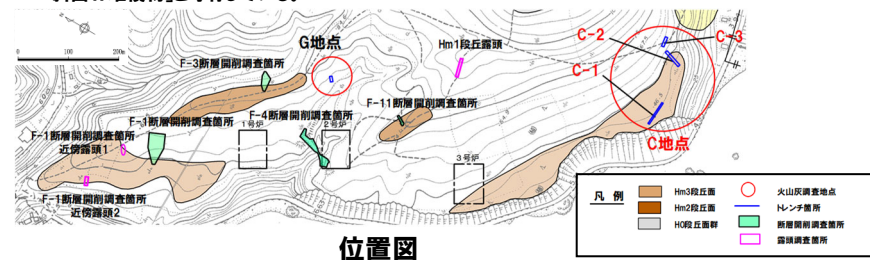 0 100 200m
G地点
F-3断層開削調査箇所
Hm1段丘露頭
C-2
C-3
C-1
F-11断層開削調査箇所
F-1断層開削調査箇所
F-4断層開削調査箇所
1号炉
2号炉
F-1断層開削調査箇所
近傍露頭1
C地点
3号炉
F-1断層開削調査箇所
近傍露頭2
凡 例
Hm3段丘面
Hm2段丘面
H0段丘面群
火山灰調査地点
トレンチ箇所
断層開削調査箇所
露頭調査箇所
位置図